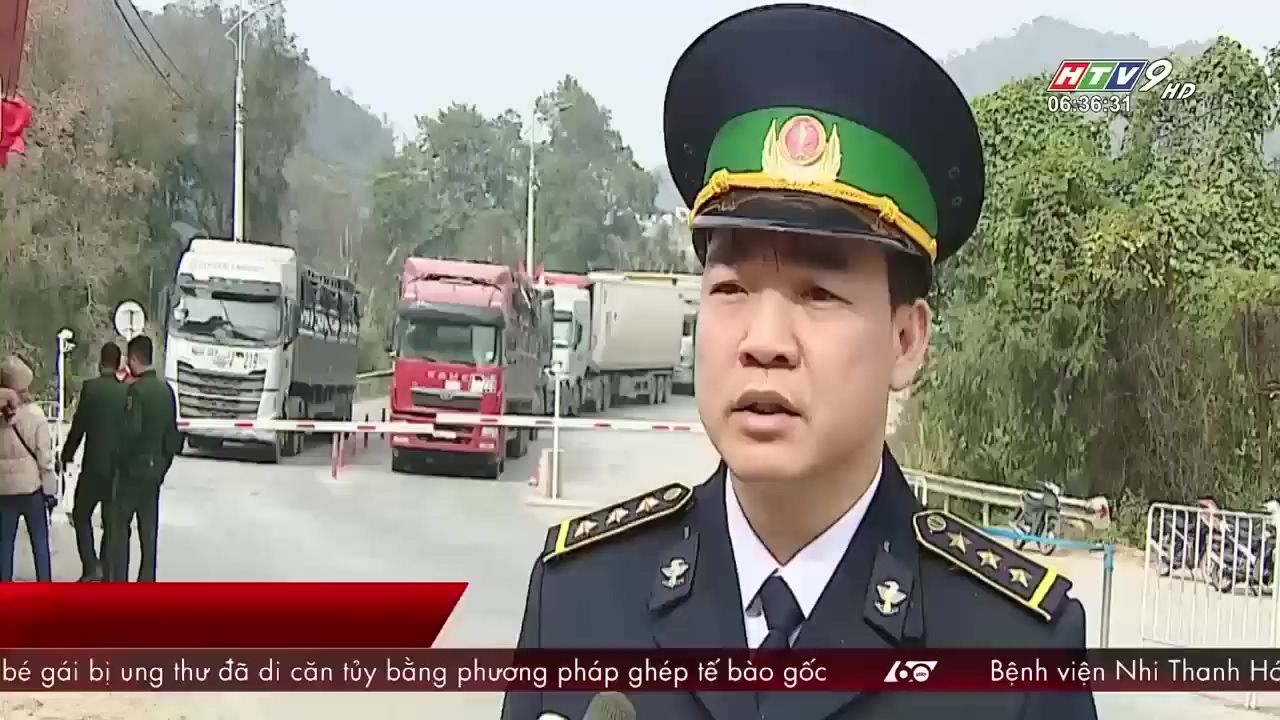 HTV9 HD
06:36:31
bé gái bị ung thư đã di căn tủy bằng phương pháp ghép tế bào gốc 60 Bệnh viện Nhi Thanh Hó